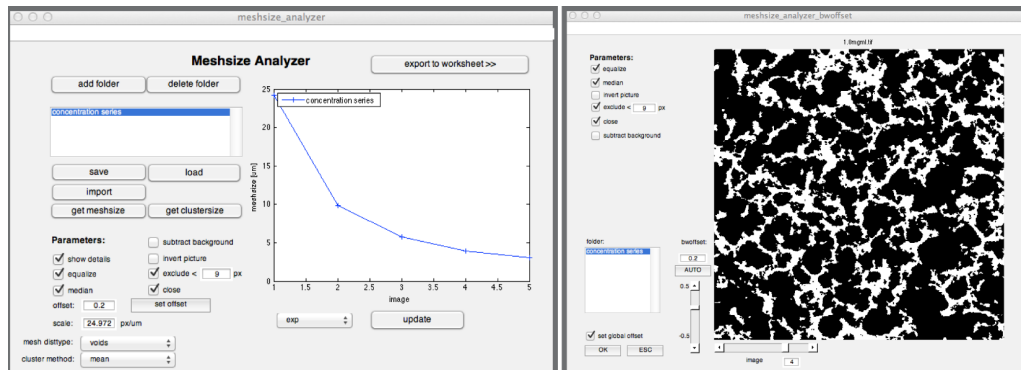 meshsize_analyzer
Meshsize Analyzer
export to worksheet >>
add folder
delete folder
concentration series
save
load
import
get meshsize
get clustersize
Parameters:
subtract background
show details
invert picture
equalize
exclude < 9 px
median
close
offset: 0.2
set offset
scale: 24.972 px/um
mesh disttype: voids
cluster method: mean
concentration series
meshsize [um]
25
20
15
10
5
0
1 1.5 2 2.5 3 3.5 4 4.5 5
image
exp
update
meshsize_analyzer_bwoffset
1.0mgml.tif
Parameters:
equalize
median
invert picture
exclude < 9 px
close
subtract background
folder:
concentration series
bwoffset:
0.2
AUTO
0.5
-0.5
set global offset
OK
ESC
image 4